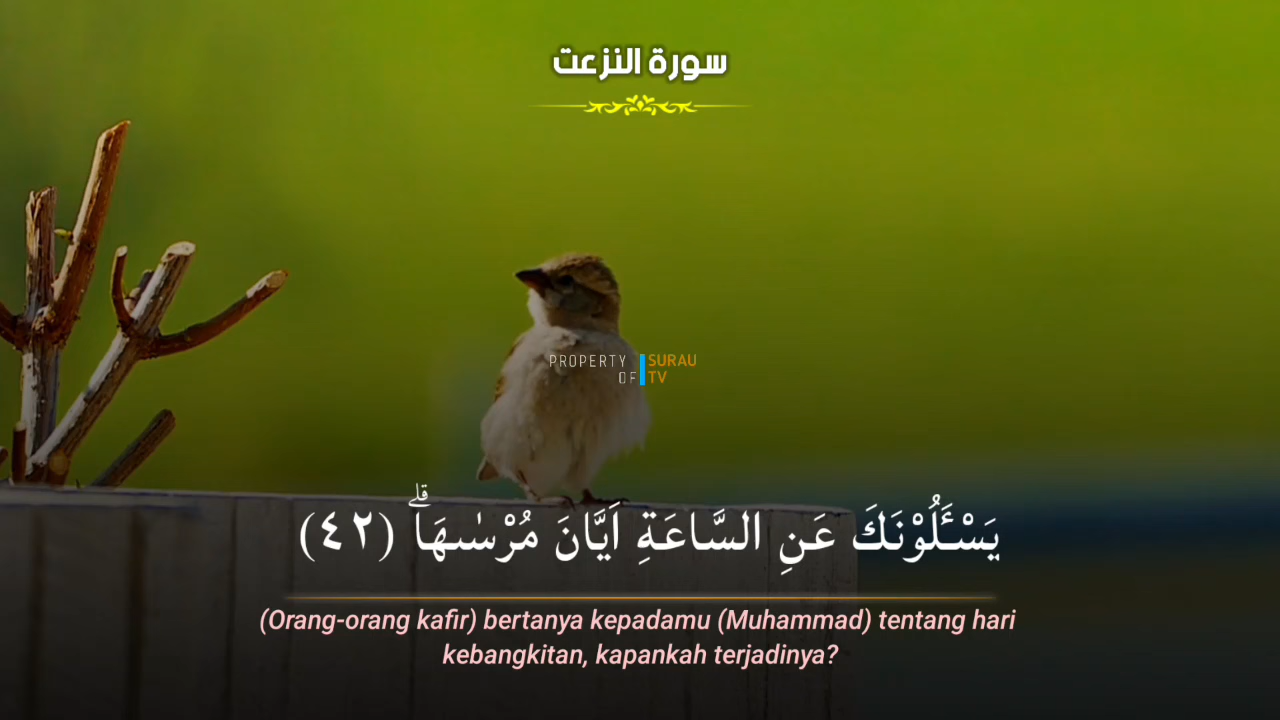 سورة النزعت
PROPERTY OF SURAU TV
يَسْـَٔلُوْنَكَ عَنِ السَّاعَةِ اَيَّانَ مُرْسٰىهَاۗ (٤٢)
(Orang-orang kafir) bertanya kepadamu (Muhammad) tentang hari
kebangkitan, kapankah terjadinya?